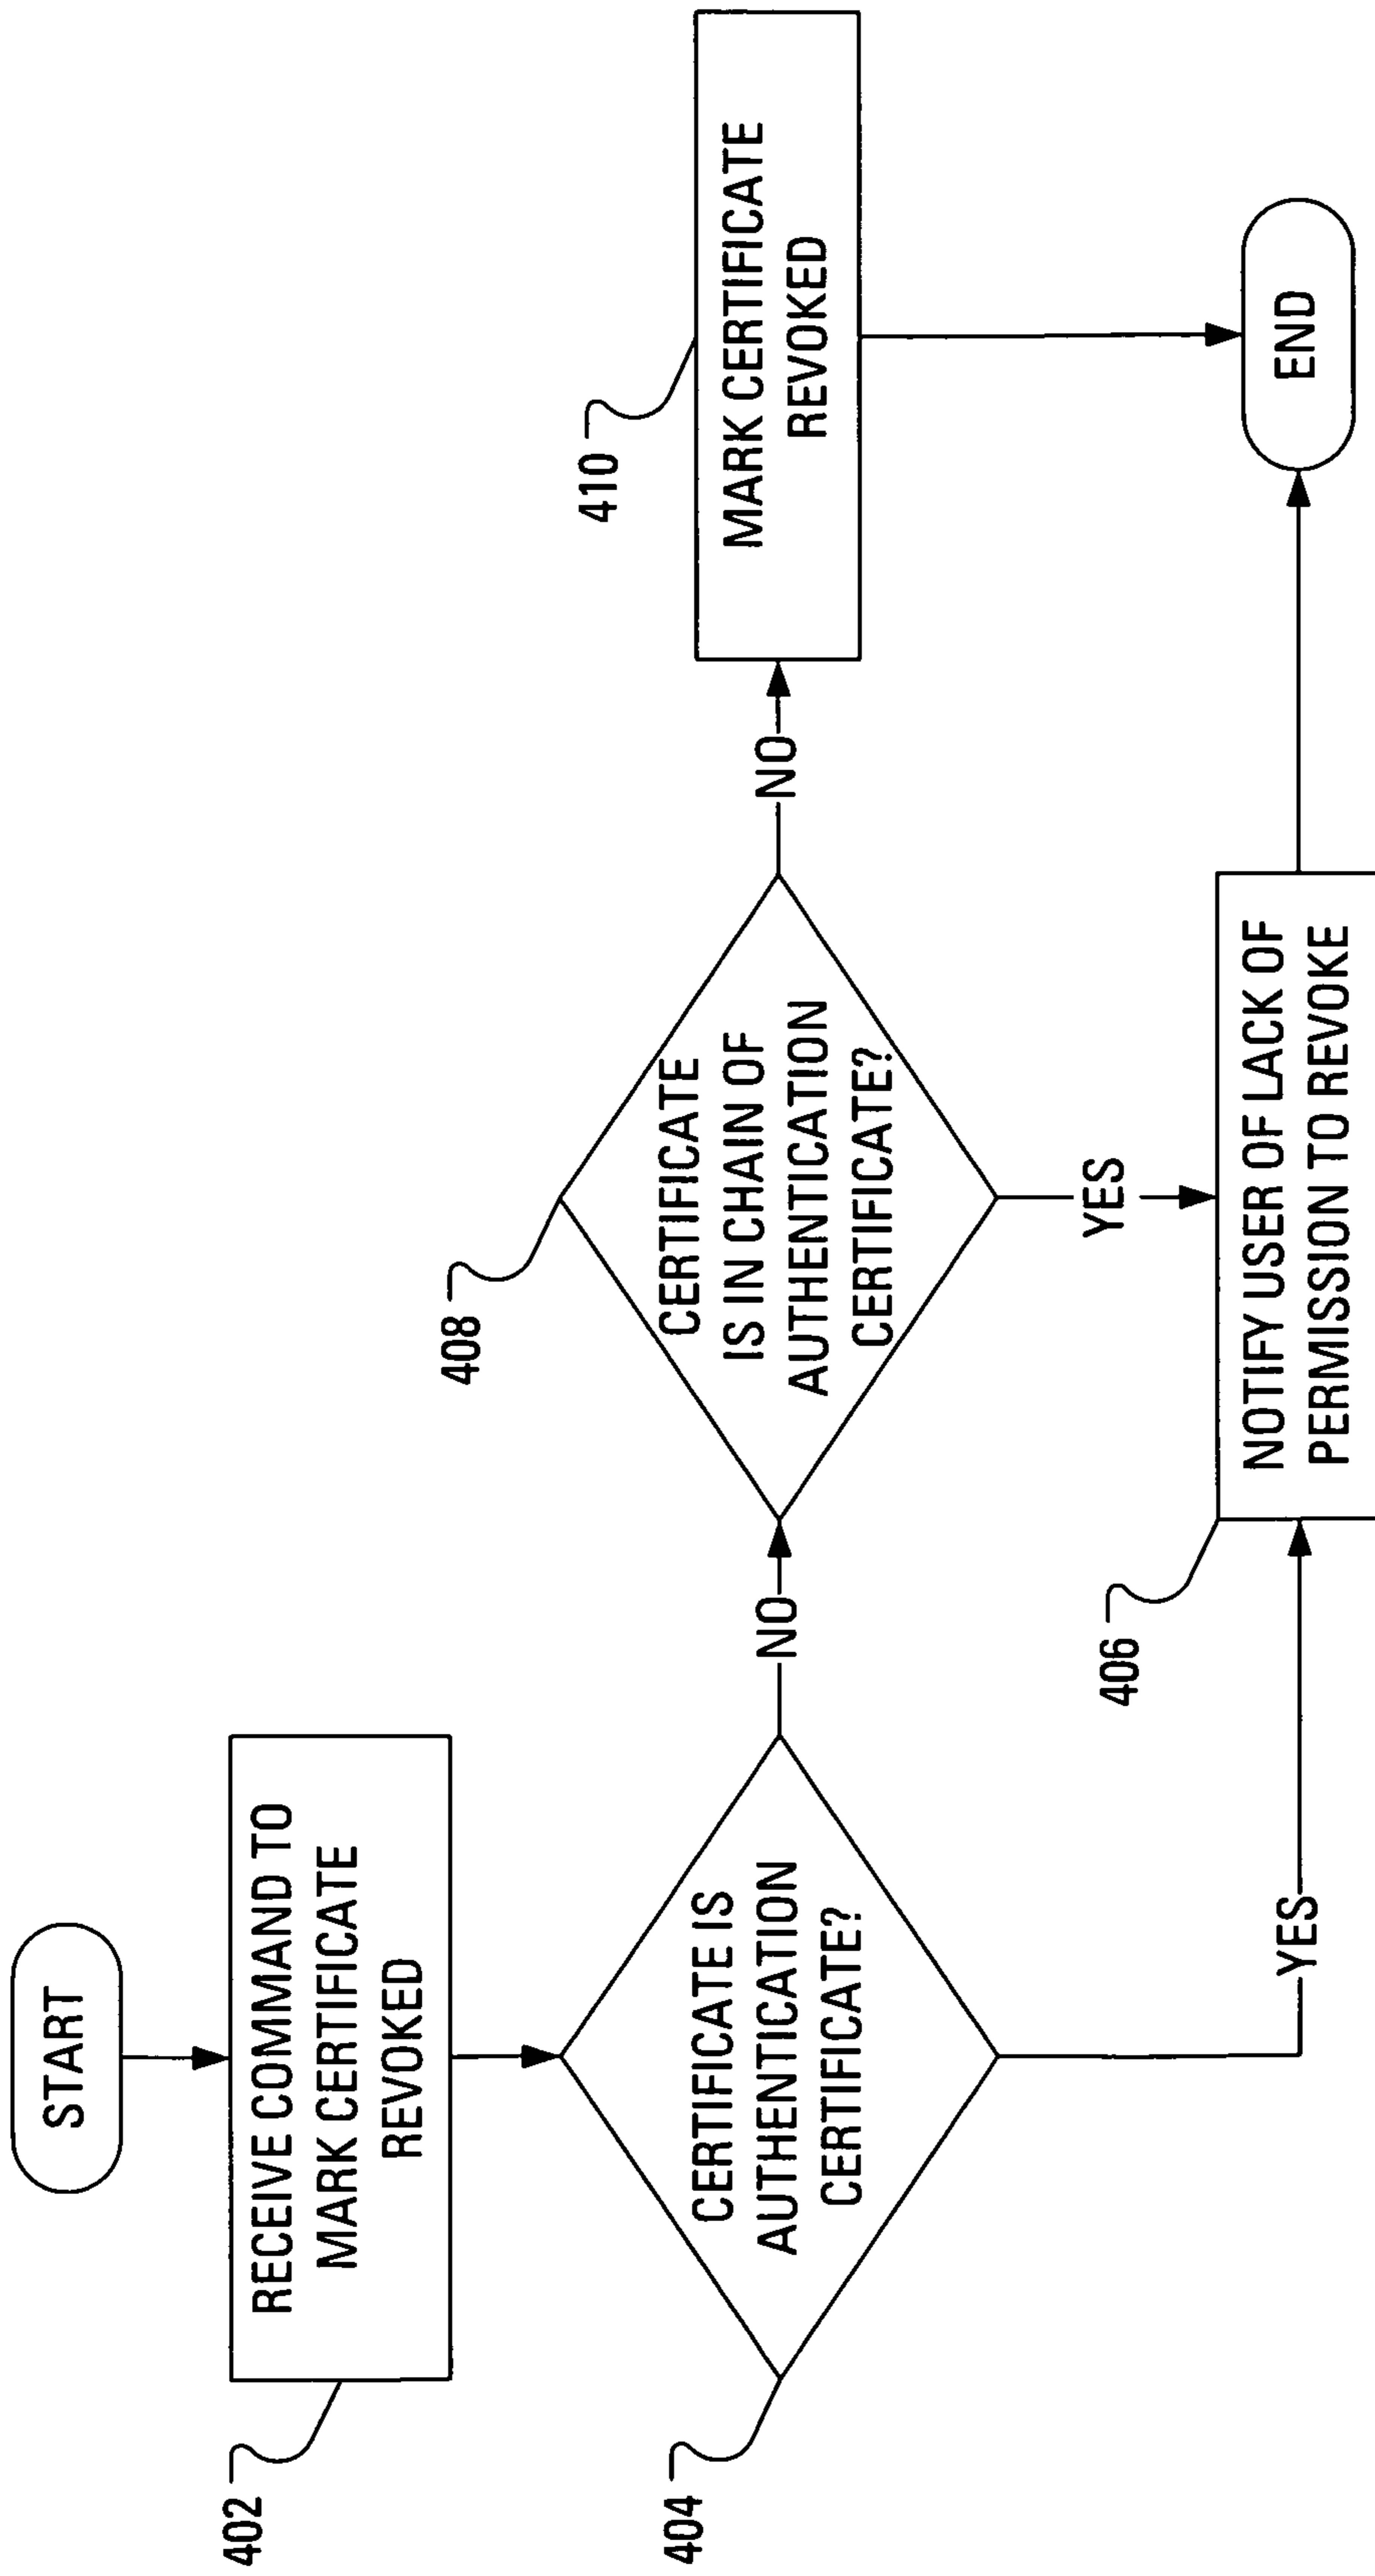 START
402
RECEIVE COMMAND TO
MARK CERTIFICATE
REVOKED
404
CERTIFICATE IS
AUTHENTICATION
CERTIFICATE?
NO
YES
408
CERTIFICATE
IS IN CHAIN OF
AUTHENTICATION
CERTIFICATE?
NO
YES
406
NOTIFY USER OF LACK OF
PERMISSION TO REVOKE
410
MARK CERTIFICATE
REVOKED
END